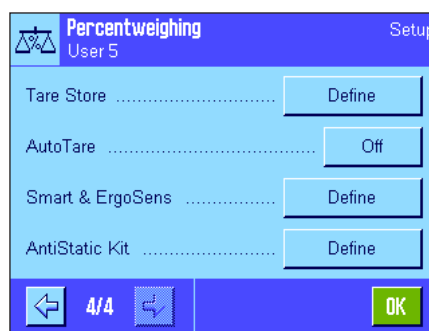 Percentweighing Setup
User 5
Tare Store ............................ Define
AutoTare .................................... Off
Smart & ErgoSens ............... Define
AntiStatic Kit ...................... Define
4/4 OK